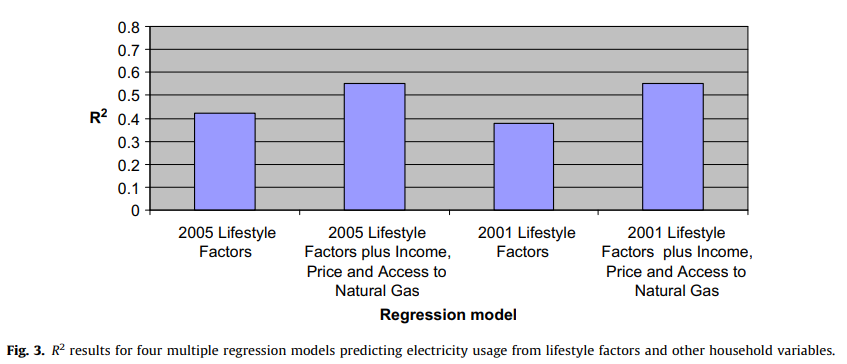 0.8
0.7
0.6
0.5
R² 0.4
0.3
0.2
0.1
0
2005 Lifestyle Factors
2005 Lifestyle Factors plus Income, Price and Access to Natural Gas
2001 Lifestyle Factors
2001 Lifestyle Factors plus Income, Price and Access to Natural Gas
Regression model
Fig. 3. R² results for four multiple regression models predicting electricity usage from lifestyle factors and other household variables.